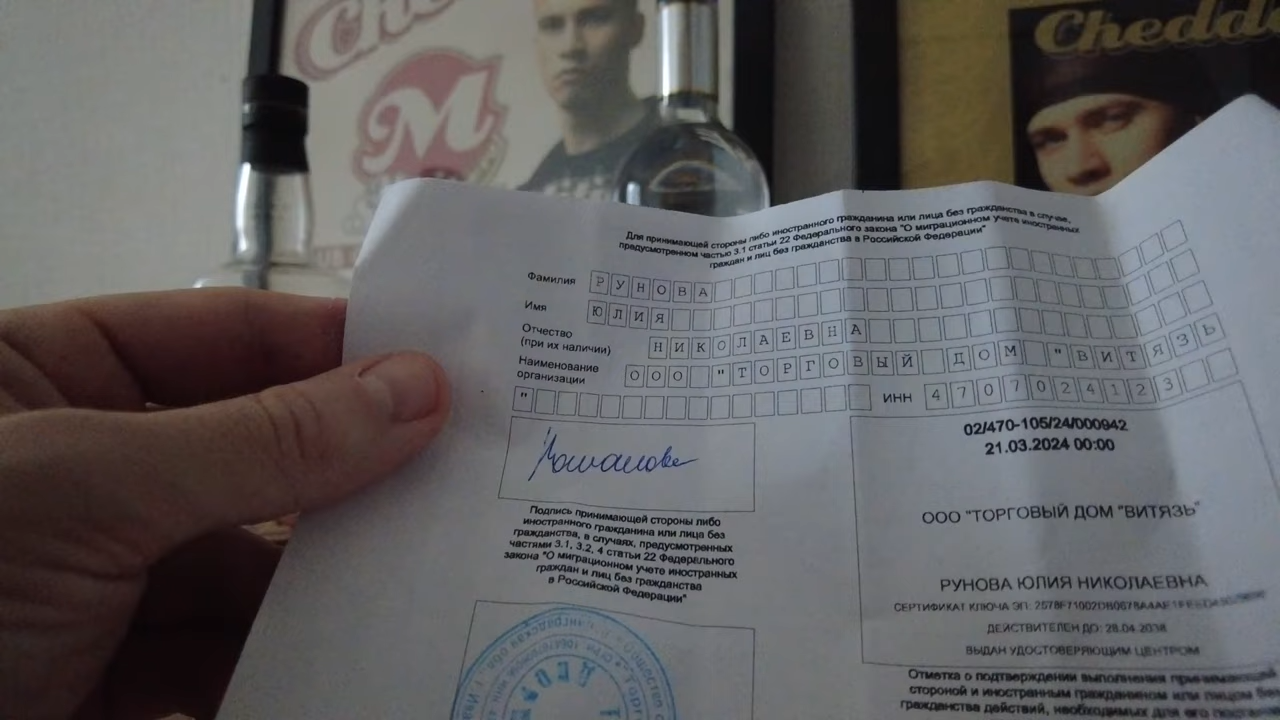 Chedd
M
Для принимающей стороны либо иностранного гражданина или лица без гражданства в случае,
предусмотренном частью 3.1 статьи 22 Федерального закона "О миграционном учете иностранных
граждан и лиц без гражданства в Российской Федерации"
Фамилия РУНОВА
Имя ЮЛИЯ
Отчество
(при их наличии) НИКОЛАЕВНА
Наименование
организации ООО "ТОРГОВЫЙ ДОМ "ВИТЯЗЬ
" ИНН 4707024123
02/470-105/24/000942
21.03.2024 00:00
ООО "ТОРГОВЫЙ ДОМ "ВИТЯЗЬ"
Подпись принимающей стороны либо
иностранного гражданина или лица без
гражданства, в случаях, предусмотренных
частями 3.1, 3.2, 4 статьи 22 Федерального
закона "О миграционном учете иностранных
граждан и лиц без гражданства
в Российской Федерации"
РУНОВА ЮЛИЯ НИКОЛАЕВНА
СЕРТИФИКАТ КЛЮЧА ЭП:
ДЕЙСТВИТЕЛЕН ДО: 28.04.2038
ВЫДАН УДОСТОВЕРЯЮЩИМ ЦЕНТРОМ
Отметка о подтверждении выполнения принимающей
стороной и иностранным гражданином или лицом без
гражданства действий, необходимых для его